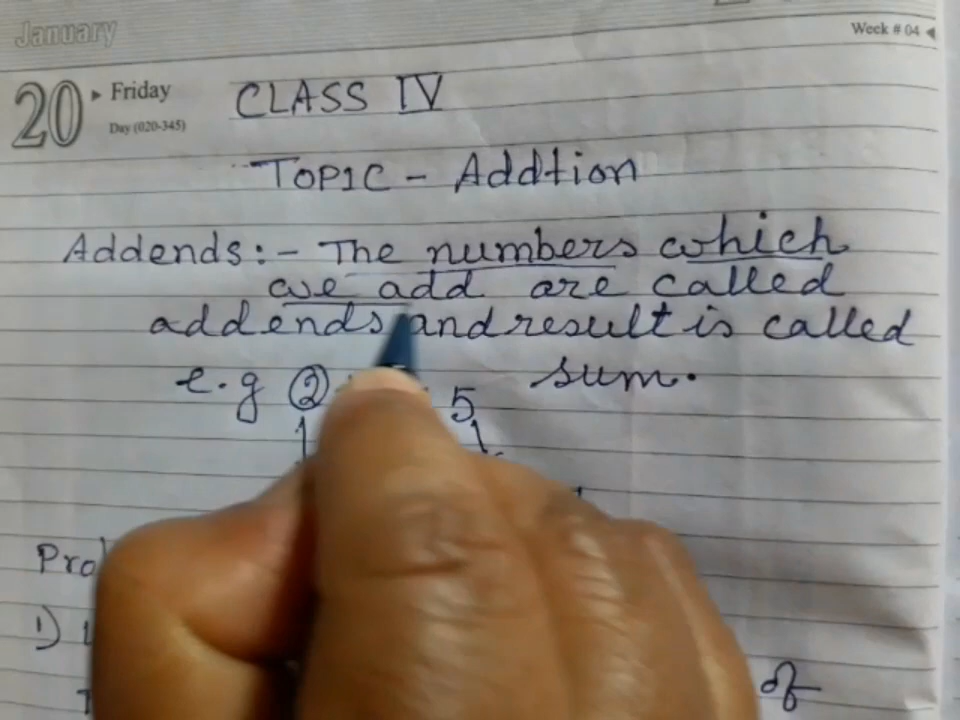 January
Week # 04
20 Friday
Day (020-345)
CLASS IV
TOPIC - Addtion
Addends:- The numbers which
we add are called
addends and result is called
e.g 2 5 sum.
1)
of